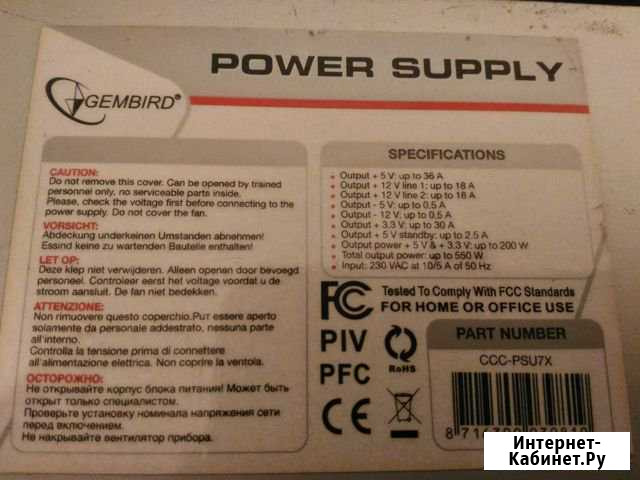 POWER SUPPLY
GEMBIRD®
CAUTION:
Do not remove this cover. Can be opened by trained
personnel only, no serviceable parts inside.
Please, check the voltage first before connecting to the
power supply. Do not cover the fan.
VORSICHT:
Abdeckung underkeinen Umstanden abnehmen!
Essind keine zu wartenden Bauteile enthalten!
LET OP:
Deze klep niet verwijderen. Alleen openen door bevoegd
personeel. Controleer eerst het voltage voordat u de
stroom aansluit. De fan niet bedekken.
ATTENZIONE:
Non rimuovere questo coperchio.Pur essere aperto
solamente da personale addestrato, nessuna parte
all'interno.
Controlla la tensione prima di connettere
all'alimentazione elettrica. Non coprire la ventola.
ОСТОРОЖНО:
Не открывайте корпус блока питания! Может быть
открыт только специалистом.
Проверьте установку номинала напряжения сети
перед включением.
Не накрывайте вентилятор прибора.
SPECIFICATIONS
• Output + 5 V: up to 36 A
• Output + 12 V line 1: up to 18 A
• Output + 12 V line 2: up to 18 A
• Output - 5 V: up to 0,5 A
• Output - 12 V: up to 0,5 A
• Output + 3.3 V: up to 30 A
• Output + 5 V standby: up to 2.5 A
• Output power + 5 V & + 3.3 V: up to 200 W
• Total output power: up to 550 W
• Input: 230 VAC at 10/5 A of 50 Hz
FC Tested To Comply With FCC Standards
FOR HOME OR OFFICE USE
PIV
PFC
RoHS
CE
PART NUMBER
CCC-PSU7X
Интернет-
Кабинет.Ру